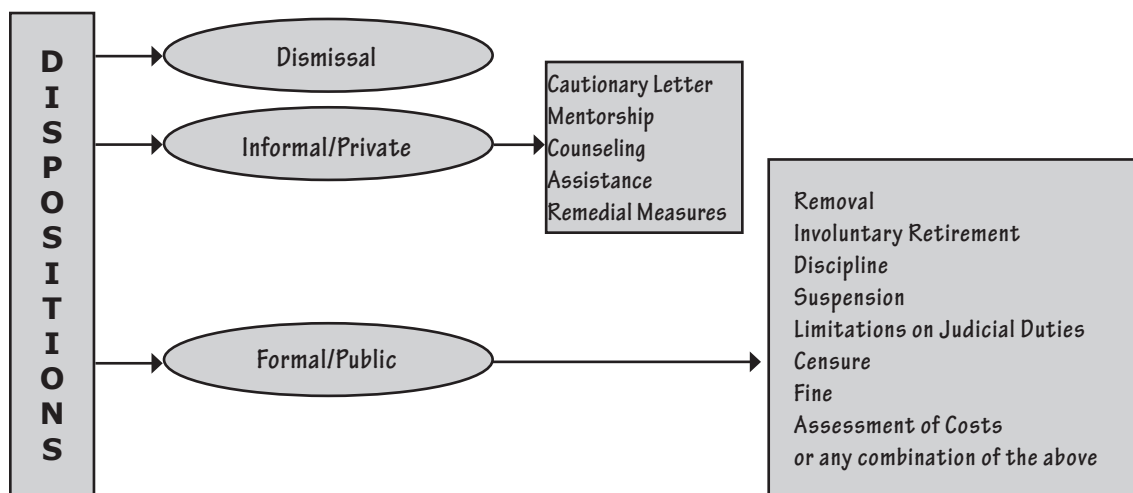 DISPOSITIONS
Dismissal
Informal/Private
Cautionary Letter
Mentorship
Counseling
Assistance
Remedial Measures
Formal/Public
Removal
Involuntary Retirement
Discipline
Suspension
Limitations on Judicial Duties
Censure
Fine
Assessment of Costs
or any combination of the above